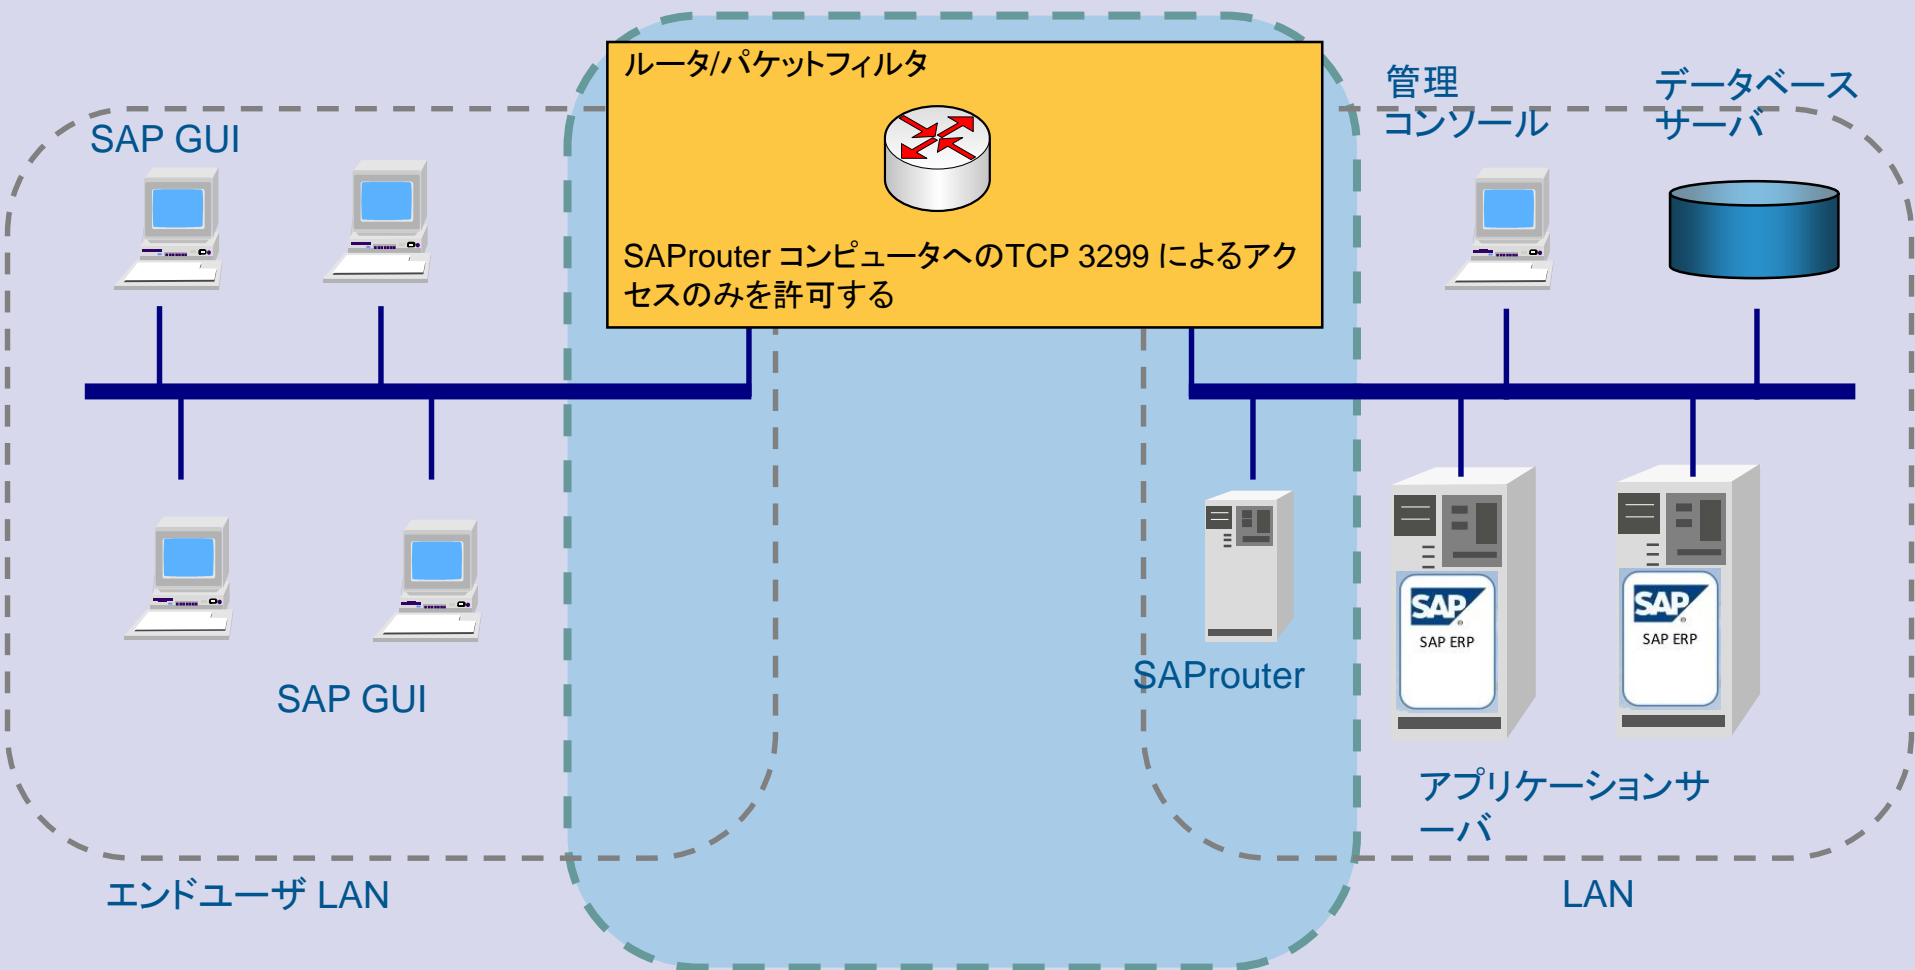 ルータ/パケットフィルタ
SAProuter コンピュータへのTCP 3299 によるアク
セスのみを許可する
SAP GUI
管理
コンソール
データベース
サーバ
SAP GUI
SAProuter
SAP
SAP ERP
SAP
SAP ERP
アプリケーションサ
ーバ
エンドユーザ LAN
LAN